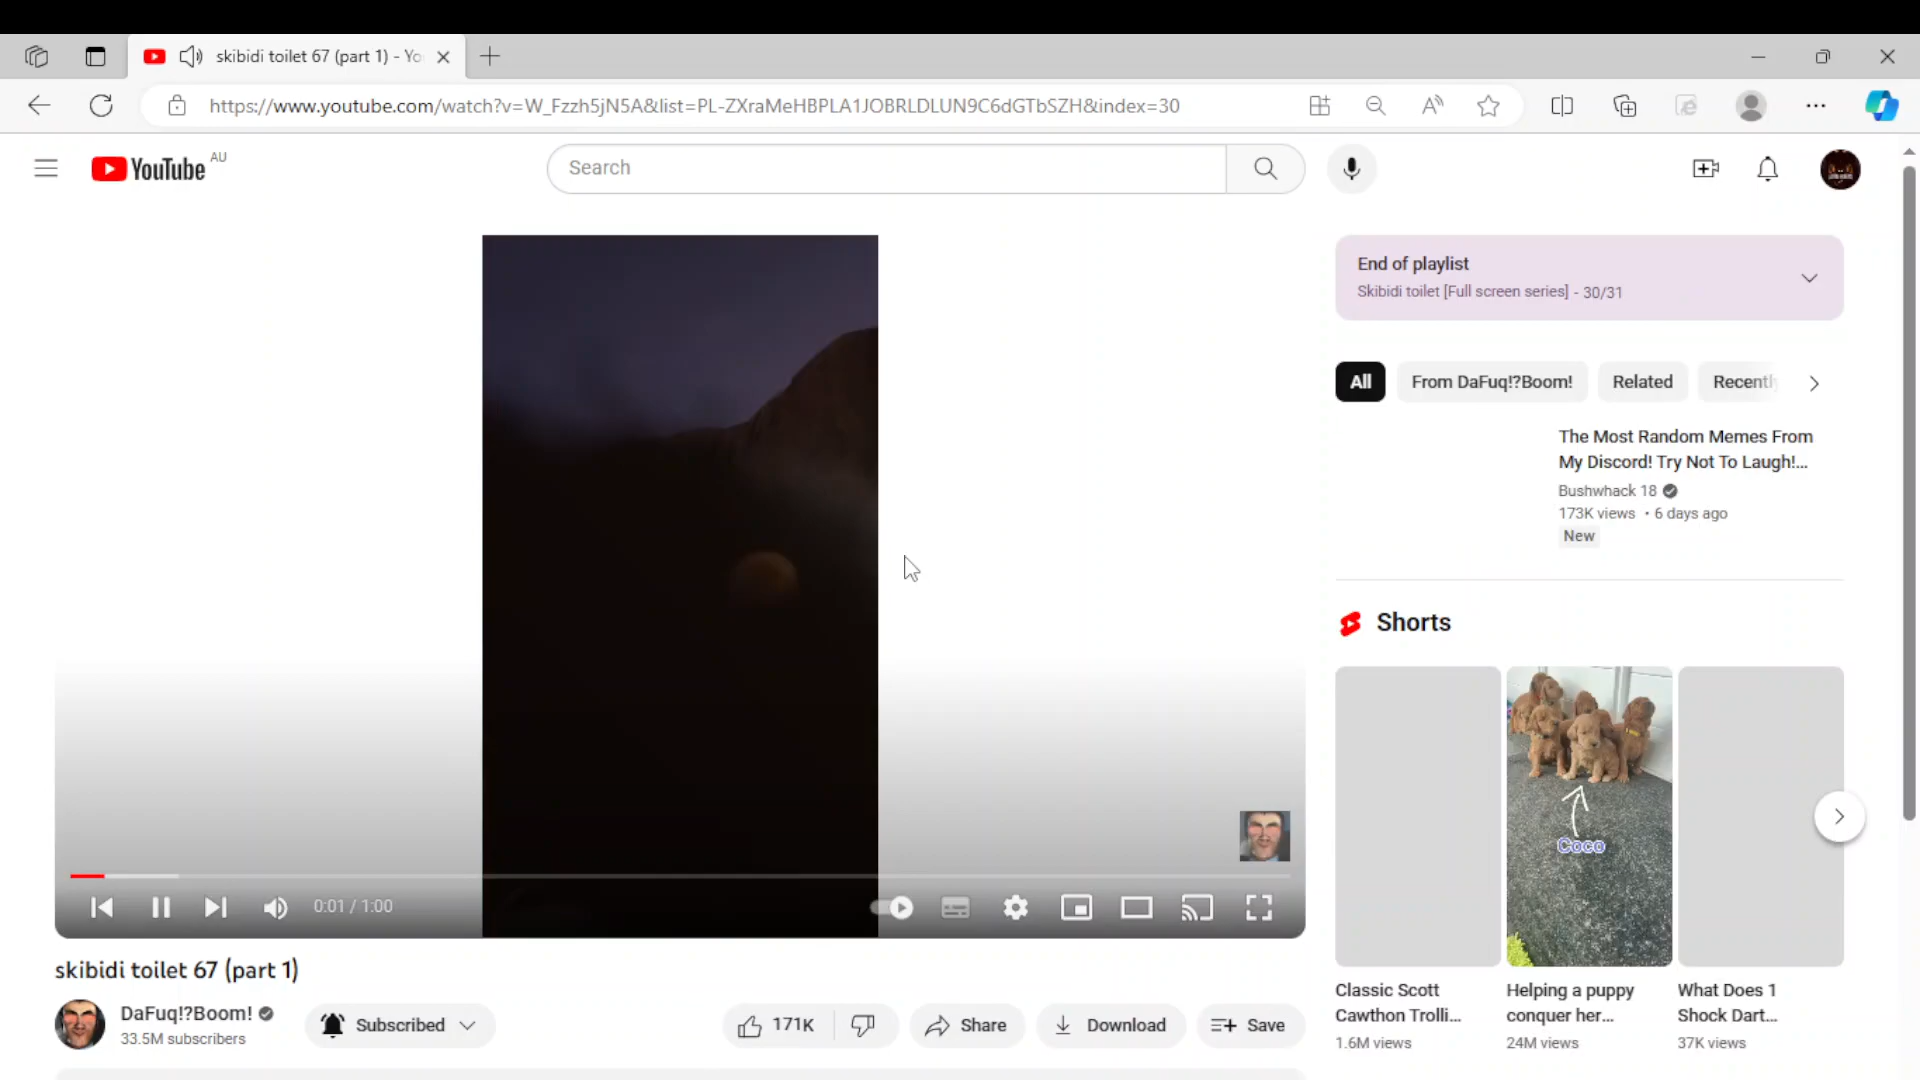 skibidi toilet 67 (part 1) - Yo
https://www.youtube.com/watch?v=W_Fzzh5jN5A&list=PL-ZXraMeHBPLA1JOBRLDLUN9C6dGTbSZH&index=30
YouTube AU
Search
End of playlist
Skibidi toilet [Full screen series] - 30/31
All
From DaFuq!?Boom!
Related
Recently
The Most Random Memes From
My Discord! Try Not To Laugh!...
Bushwhack 18
173K views • 6 days ago
New
Shorts
Coco
0:01 / 1:00
skibidi toilet 67 (part 1)
DaFuq!?Boom!
33.5M subscribers
Subscribed
171K
Share
Download
Save
Classic Scott
Cawthon Trolli...
1.6M views
Helping a puppy
conquer her...
24M views
What Does 1
Shock Dart...
37K views